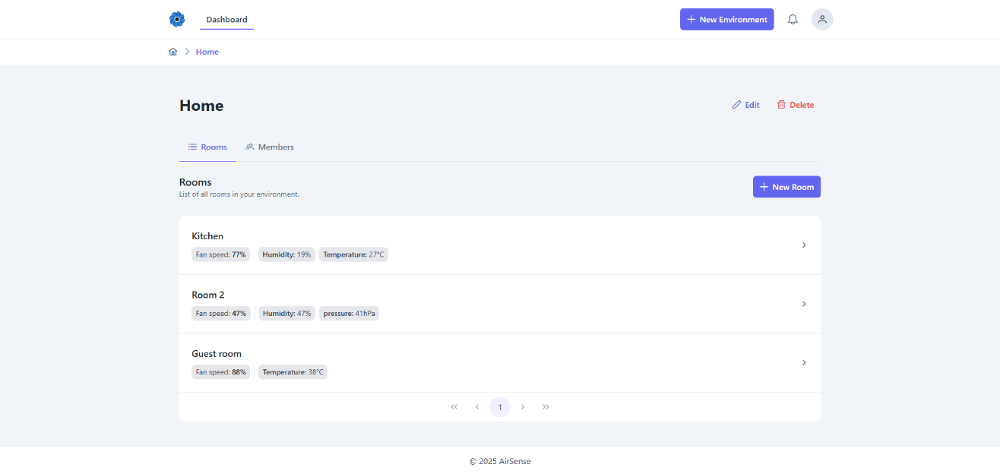 Dashboard
New Environment
Home
Home
Edit
Delete
Rooms
Members
Rooms
List of all rooms in your environment.
New Room
Kitchen
Fan speed: 77% Humidity: 19% Temperature: 27°C
Room 2
Fan speed: 47% Humidity: 47% pressure: 41hPa
Guest room
Fan speed: 88% Temperature: 38°C
1
© 2025 AirSense